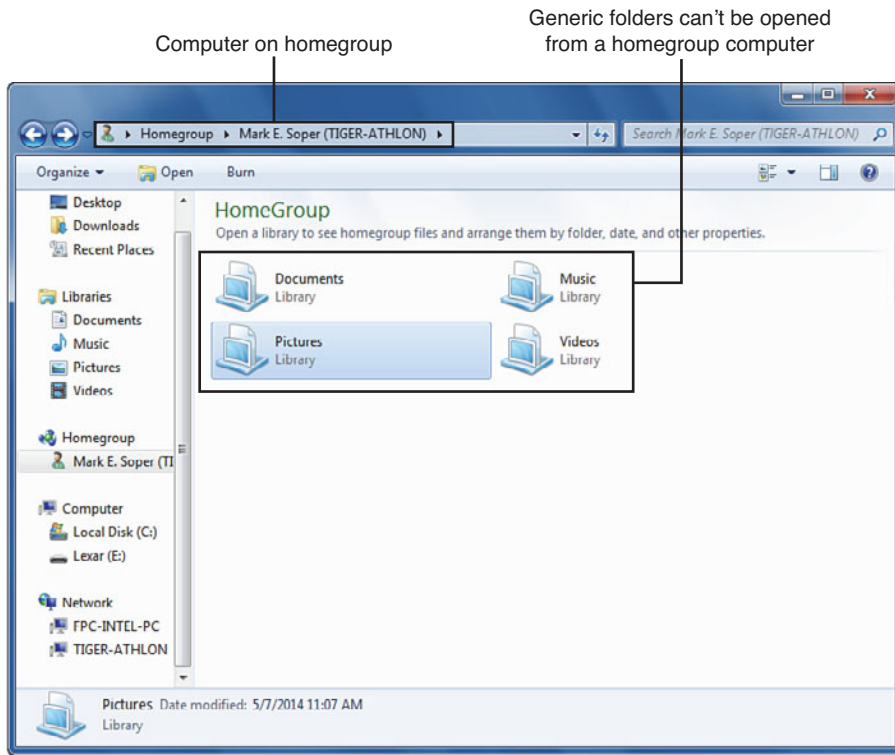 Generic folders can't be opened
from a homegroup computer
Computer on homegroup
Homegroup Mark E. Soper (TIGER-ATHLON)
Search Mark E. Soper (TIGER-ATHLON)
Organize Open Burn
Desktop
Downloads
Recent Places
Libraries
Documents
Music
Pictures
Videos
Homegroup
Mark E. Soper (TI
Computer
Local Disk (C:)
Lexar (E:)
Network
FPC-INTEL-PC
TIGER-ATHLON
HomeGroup
Open a library to see homegroup files and arrange them by folder, date, and other properties.
Documents
Library
Music
Library
Pictures
Library
Videos
Library
Pictures Date modified: 5/7/2014 11:07 AM
Library